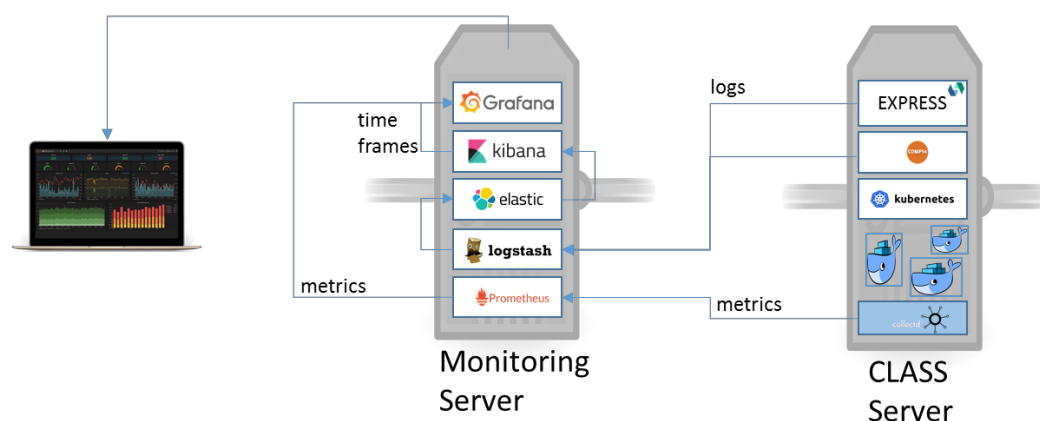 logs
Grafana
EXPRESS
time
frames
kibana
COMPSs
elastic
kubernetes
logstash
metrics
Prometheus
metrics
collectd
Monitoring
Server
CLASS
Server